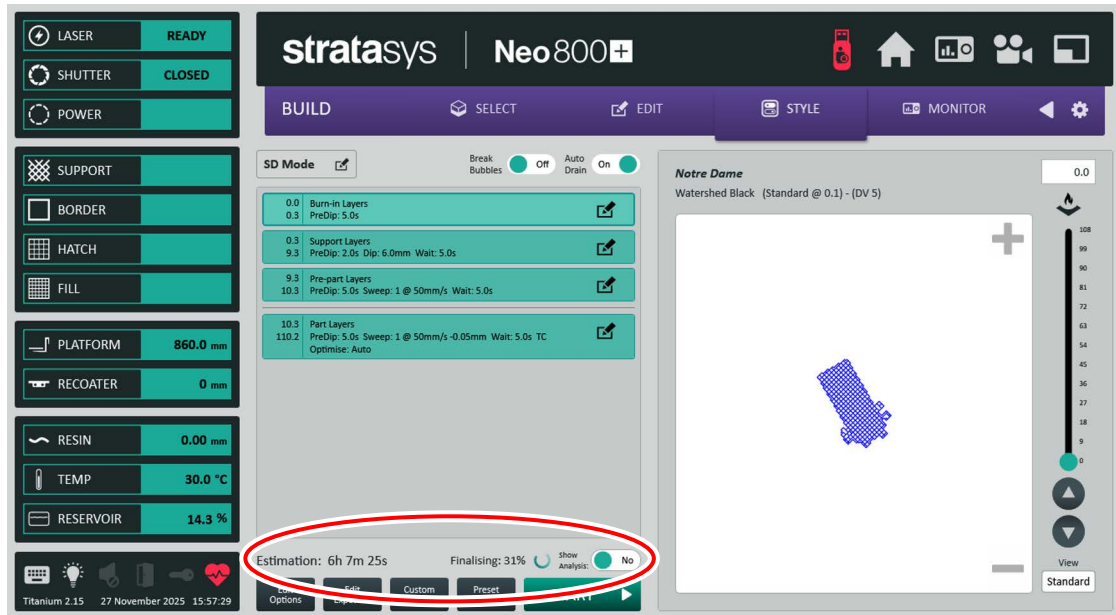 LASER READY
SHUTTER CLOSED
POWER
SUPPORT
BORDER
HATCH
FILL
PLATFORM 860.0 mm
RECOATER 0 mm
RESIN 0.00 mm
TEMP 30.0 °C
RESERVOIR 14.3 %
Titanium 2.15 27 November 2025 15:57:29
stratasys Neo800+
BUILD SELECT EDIT STYLE MONITOR
SD Mode Break Bubbles Off Auto Drain On
0.0 Burn-in Layers
0.3 PreDip: 5.0s
0.3 Support Layers
9.3 PreDip: 2.0s Dip: 6.0mm Wait: 5.0s
9.3 Pre-part Layers
10.3 PreDip: 5.0s Sweep: 1 @ 50mm/s Wait: 5.0s
10.3 Part Layers
110.2 PreDip: 5.0s Sweep: 1 @ 50mm/s -0.05mm Wait: 5.0s TC
Optimise: Auto
Estimation: 6h 7m 25s Finalising: 31% Show Analysis: No
Options Custom Preset
Notre Dame
Watershed Black (Standard @ 0.1) - (DV 5)
0.0
108
99
90
81
72
63
54
45
36
27
18
9
0
View
Standard